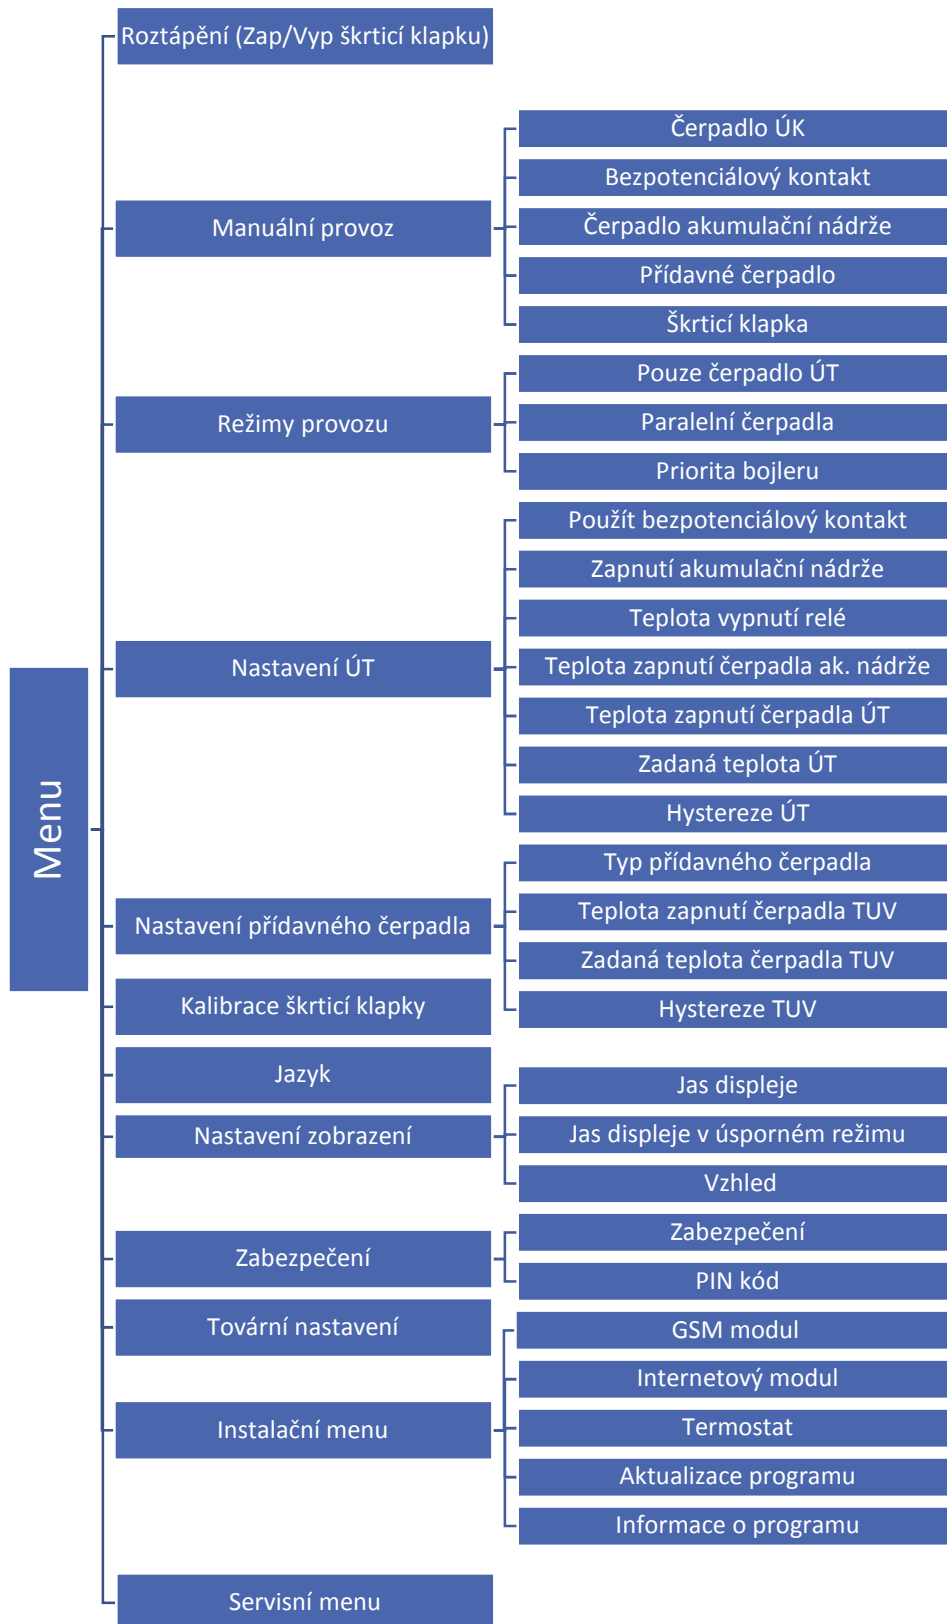 Menu
Roztápění (Zap/Vyp škrticí klapku)
Manuální provoz
Čerpadlo ÚK
Bezpotenciálový kontakt
Čerpadlo akumulační nádrže
Přídavné čerpadlo
Škrticí klapka
Režimy provozu
Pouze čerpadlo ÚT
Paralelní čerpadla
Priorita bojleru
Nastavení ÚT
Použít bezpotenciálový kontakt
Zapnutí akumulační nádrže
Teplota vypnutí relé
Teplota zapnutí čerpadla ak. nádrže
Teplota zapnutí čerpadla ÚT
Zadaná teplota ÚT
Hystereze ÚT
Nastavení přídavného čerpadla
Typ přídavného čerpadla
Teplota zapnutí čerpadla TUV
Zadaná teplota čerpadla TUV
Hystereze TUV
Kalibrace škrticí klapky
Jazyk
Nastavení zobrazení
Jas displeje
Jas displeje v úsporném režimu
Vzhled
Zabezpečení
Zabezpečení
PIN kód
Tovární nastavení
Instalační menu
GSM modul
Internetový modul
Termostat
Aktualizace programu
Informace o programu
Servisní menu